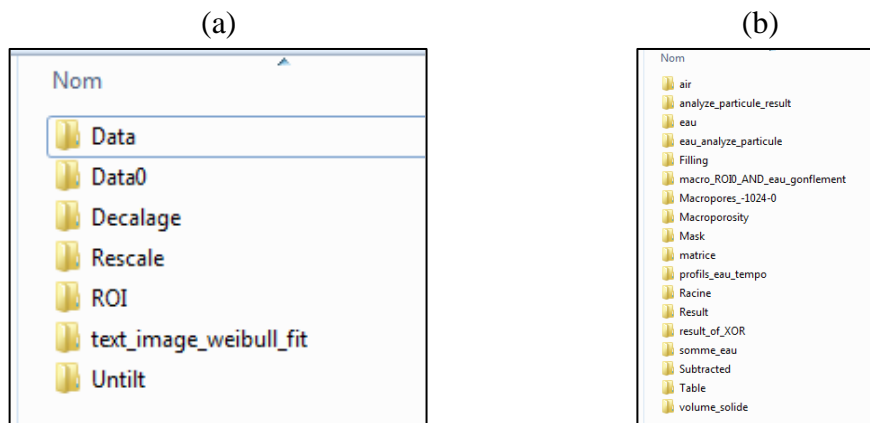 (a)
Nom
Data
Data0
Decalage
Rescale
ROI
text_image_weibull_fit
Untilt
(b)
Nom
air
analyze_particule_result
eau
eau_analyze_particule
Filling
macro_ROI0_AND_eau_gonflement
Macropores_-1024-0
Macroporosity
Mask
matrice
profils_eau_tempo
Racine
Result
result_of_XOR
somme_eau
Subtracted
Table
volume_solide